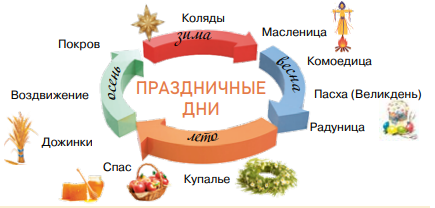 Коляды
зима
Масленица
Покров
Комоедица
осень
весна
Воздвижение
ПРАЗДНИЧНЫЕ
ДНИ
Пасха (Великдень)
Дожинки
лето
Радуница
Спас
Купалье